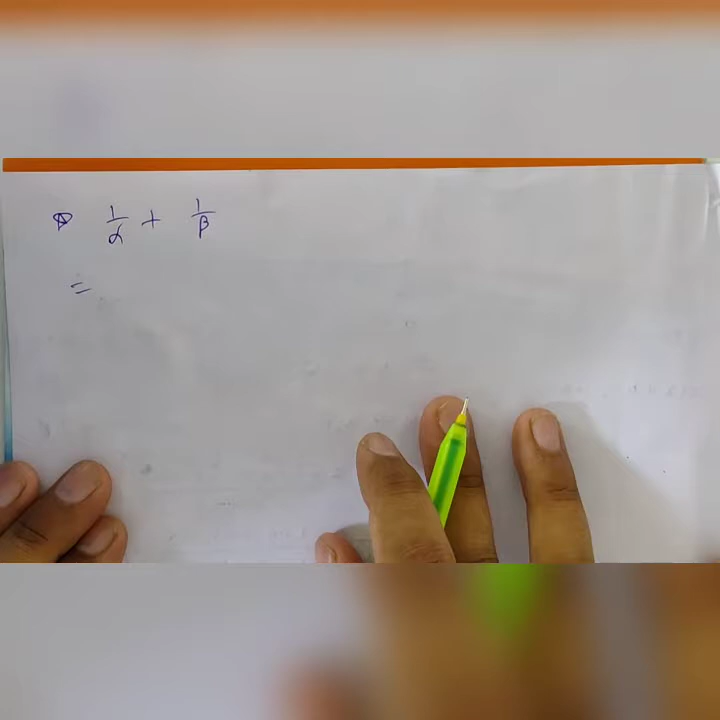 1/α + 1/β
=